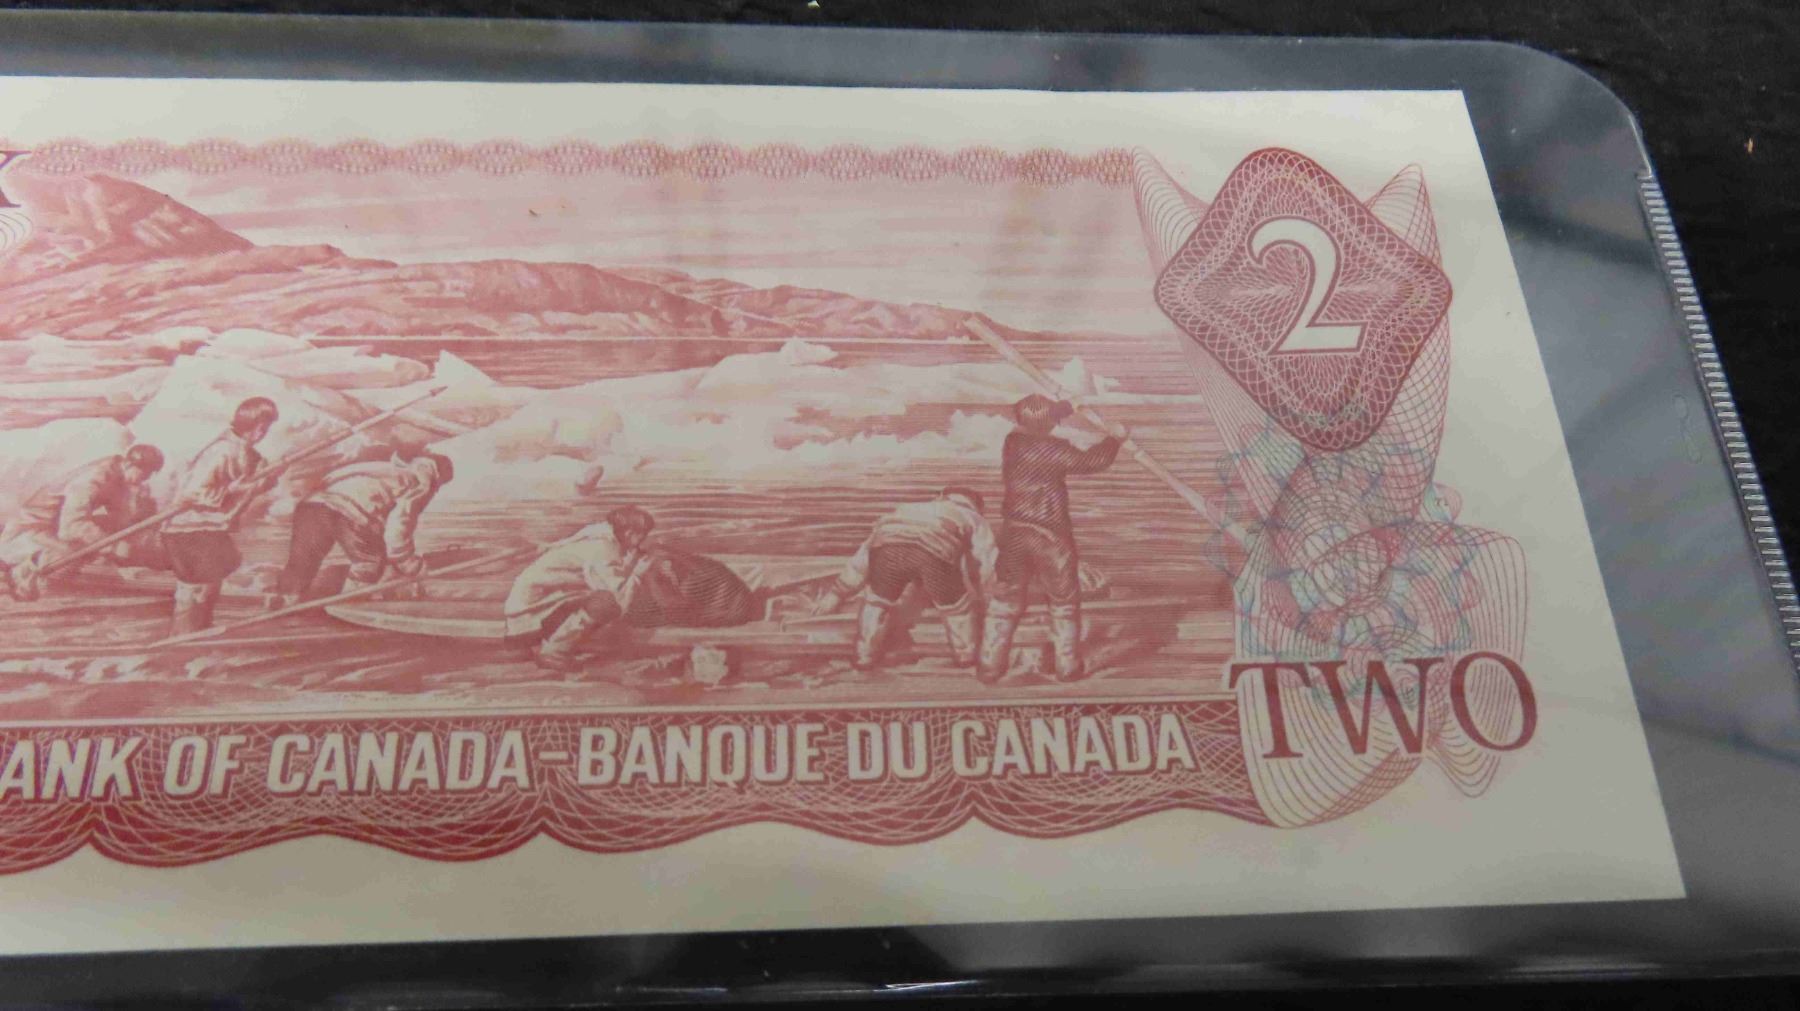 2
TWO
ANK OF CANADA-BANQUE DU CANADA